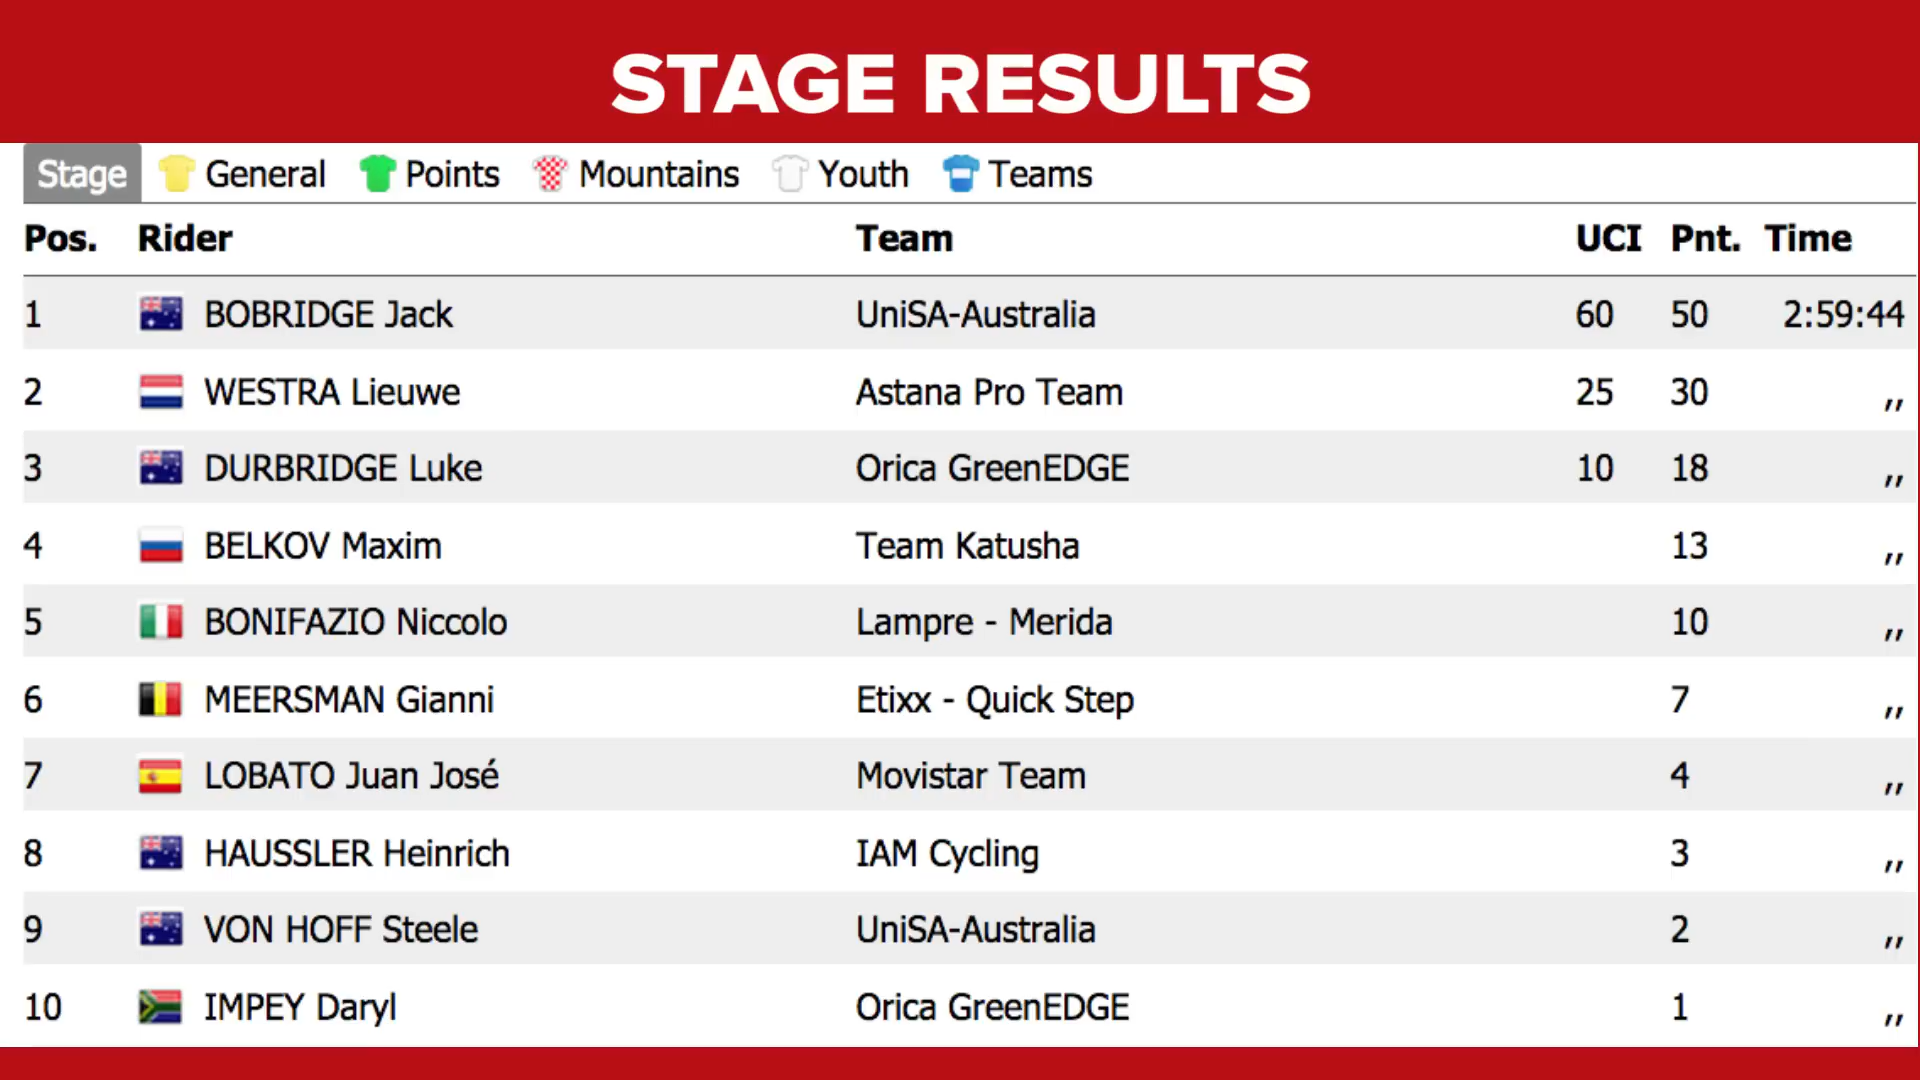 STAGE RESULTS
Stage General Points Mountains Youth Teams
Pos. Rider Team UCI Pnt. Time
1 BOBRIDGE Jack UniSA-Australia 60 50 2:59:44
2 WESTRA Lieuwe Astana Pro Team 25 30 ,,
3 DURBRIDGE Luke Orica GreenEDGE 10 18 ,,
4 BELKOV Maxim Team Katusha 13 ,,
5 BONIFAZIO Niccolo Lampre - Merida 10 ,,
6 MEERSMAN Gianni Etixx - Quick Step 7 ,,
7 LOBATO Juan José Movistar Team 4 ,,
8 HAUSSLER Heinrich IAM Cycling 3 ,,
9 VON HOFF Steele UniSA-Australia 2 ,,
10 IMPEY Daryl Orica GreenEDGE 1 ,,